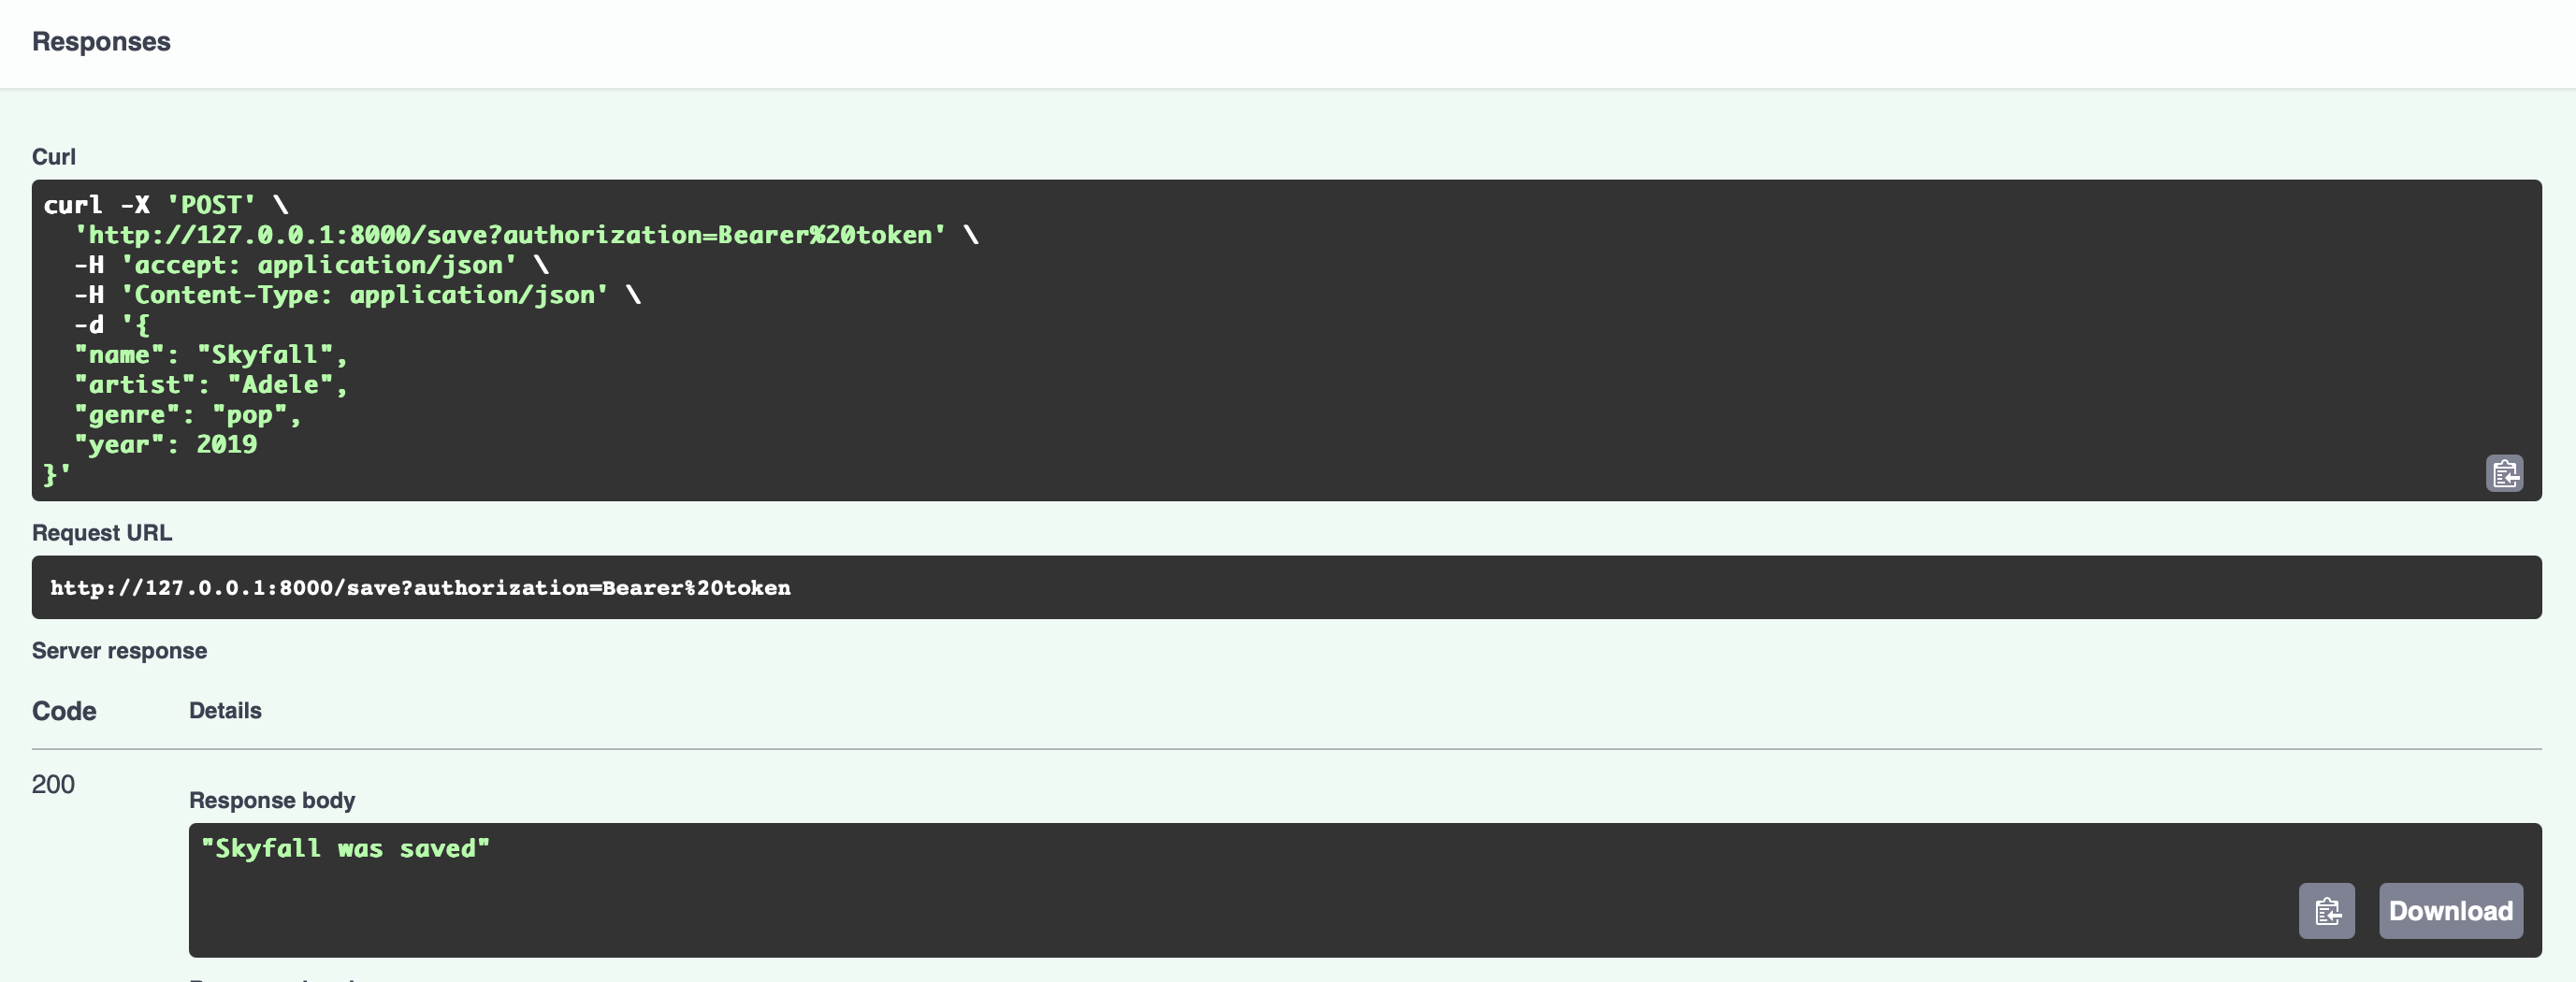 Responses
Curl
curl -X 'POST' \
'http://127.0.0.1:8000/save?authorization=Bearer%20token' \
-H 'accept: application/json' \
-H 'Content-Type: application/json' \
-d '{
"name": "Skyfall",
"artist": "Adele",
"genre": "pop",
"year": 2019
}'
Request URL
http://127.0.0.1:8000/save?authorization=Bearer%20token
Server response
Code Details
200
Response body
"Skyfall was saved"
Download